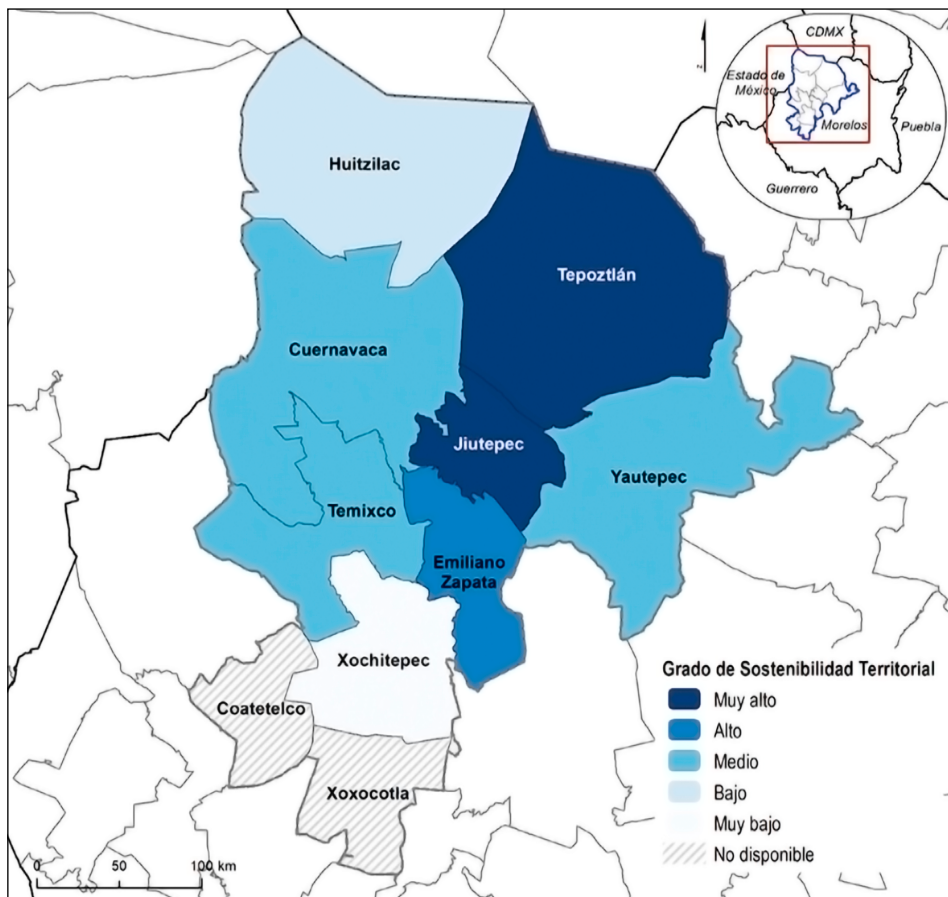 CDMX
Estado de
México
Morelos
Puebla
Guerrero
Huitzilac
Tepoztlán
Cuernavaca
Jiutepec
Yautepec
Temixco
Emiliano
Zapata
Xochitepec
Coatetelco
Xoxocotla
Grado de Sostenibilidad Territorial
Muy alto
Alto
Medio
Bajo
Muy bajo
No disponible
0 50 100 km